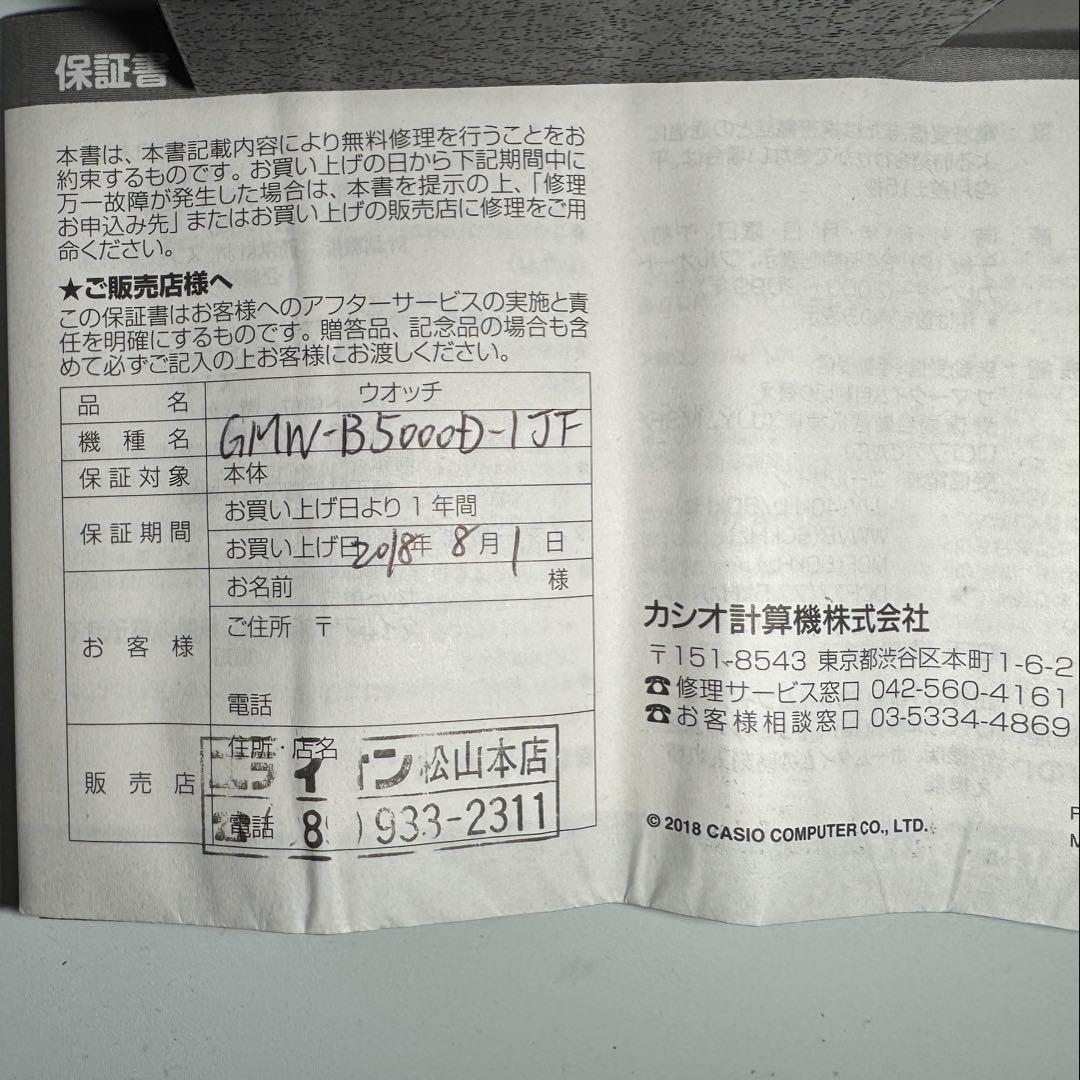 保証書
本書は、本書記載内容により無料修理を行うことをお
約束するものです。お買い上げの日から下記期間中に
万一故障が発生した場合は、本書を提示の上、「修理
お申込み先」またはお買い上げの販売店に修理をご用
命ください。
★ご販売店様へ
この保証書はお客様へのアフターサービスの実施と責
任を明確にするものです。贈答品、記念品の場合も含
めて必ずご記入の上お客様にお渡しください。
品名 ウオッチ
機種名 GMW-B5000D-1JF
保証対象 本体
保証期間 お買い上げ日より1年間
お買い上げ日 2018年 8月 1日
お客様 お名前 様
ご住所 〒
電話
販売店 住所・店名
松山本店
電話 8 )933-2311
カシオ計算機株式会社
〒151-8543 東京都渋谷区本町1-6-2
☎修理サービス窓口 042-560-4161
☎お客様相談窓口 03-5334-4869
© 2018 CASIO COMPUTER CO., LTD.